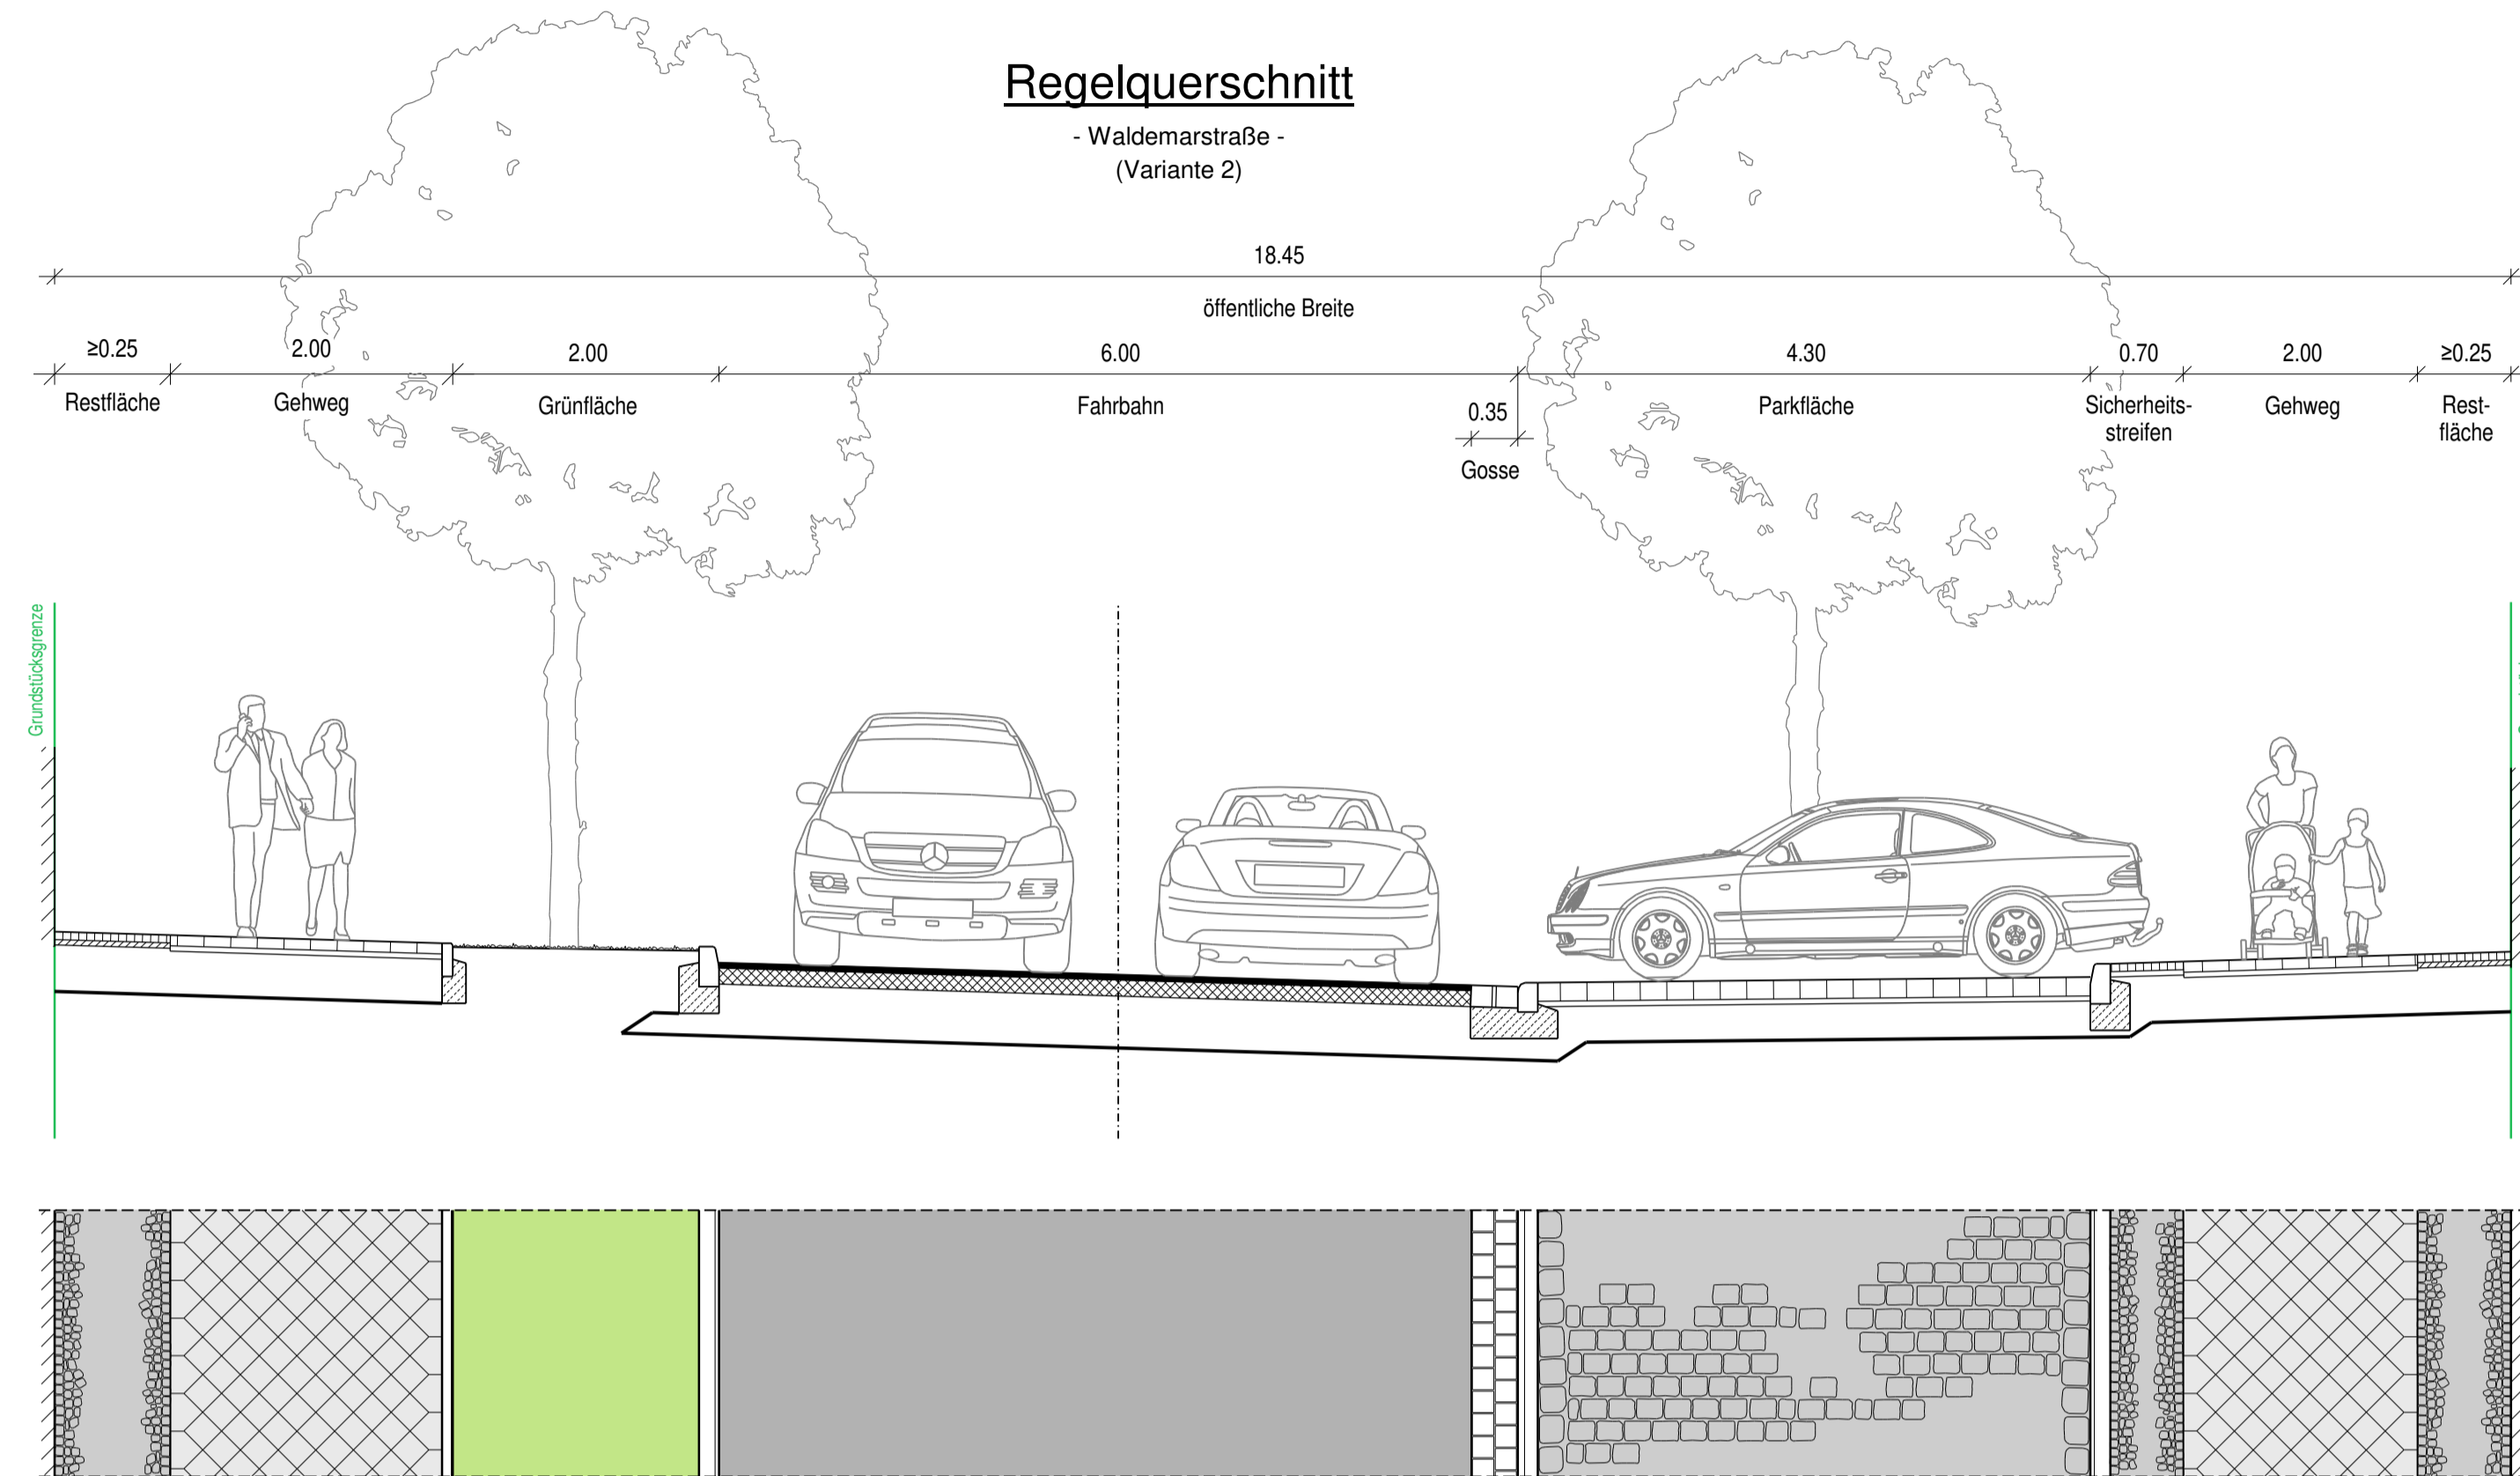 Regelquerschnitt
- Waldemarstraße -
(Variante 2)
18.45
öffentliche Breite
≥0.25 2.00 2.00 6.00 4.30 0.70 2.00 ≥0.25
Restfläche Gehweg Grünfläche Fahrbahn Parkfläche Sicherheits- Gehweg Rest-
streifen fläche
0.35
Gosse
Grundstücksgrenze